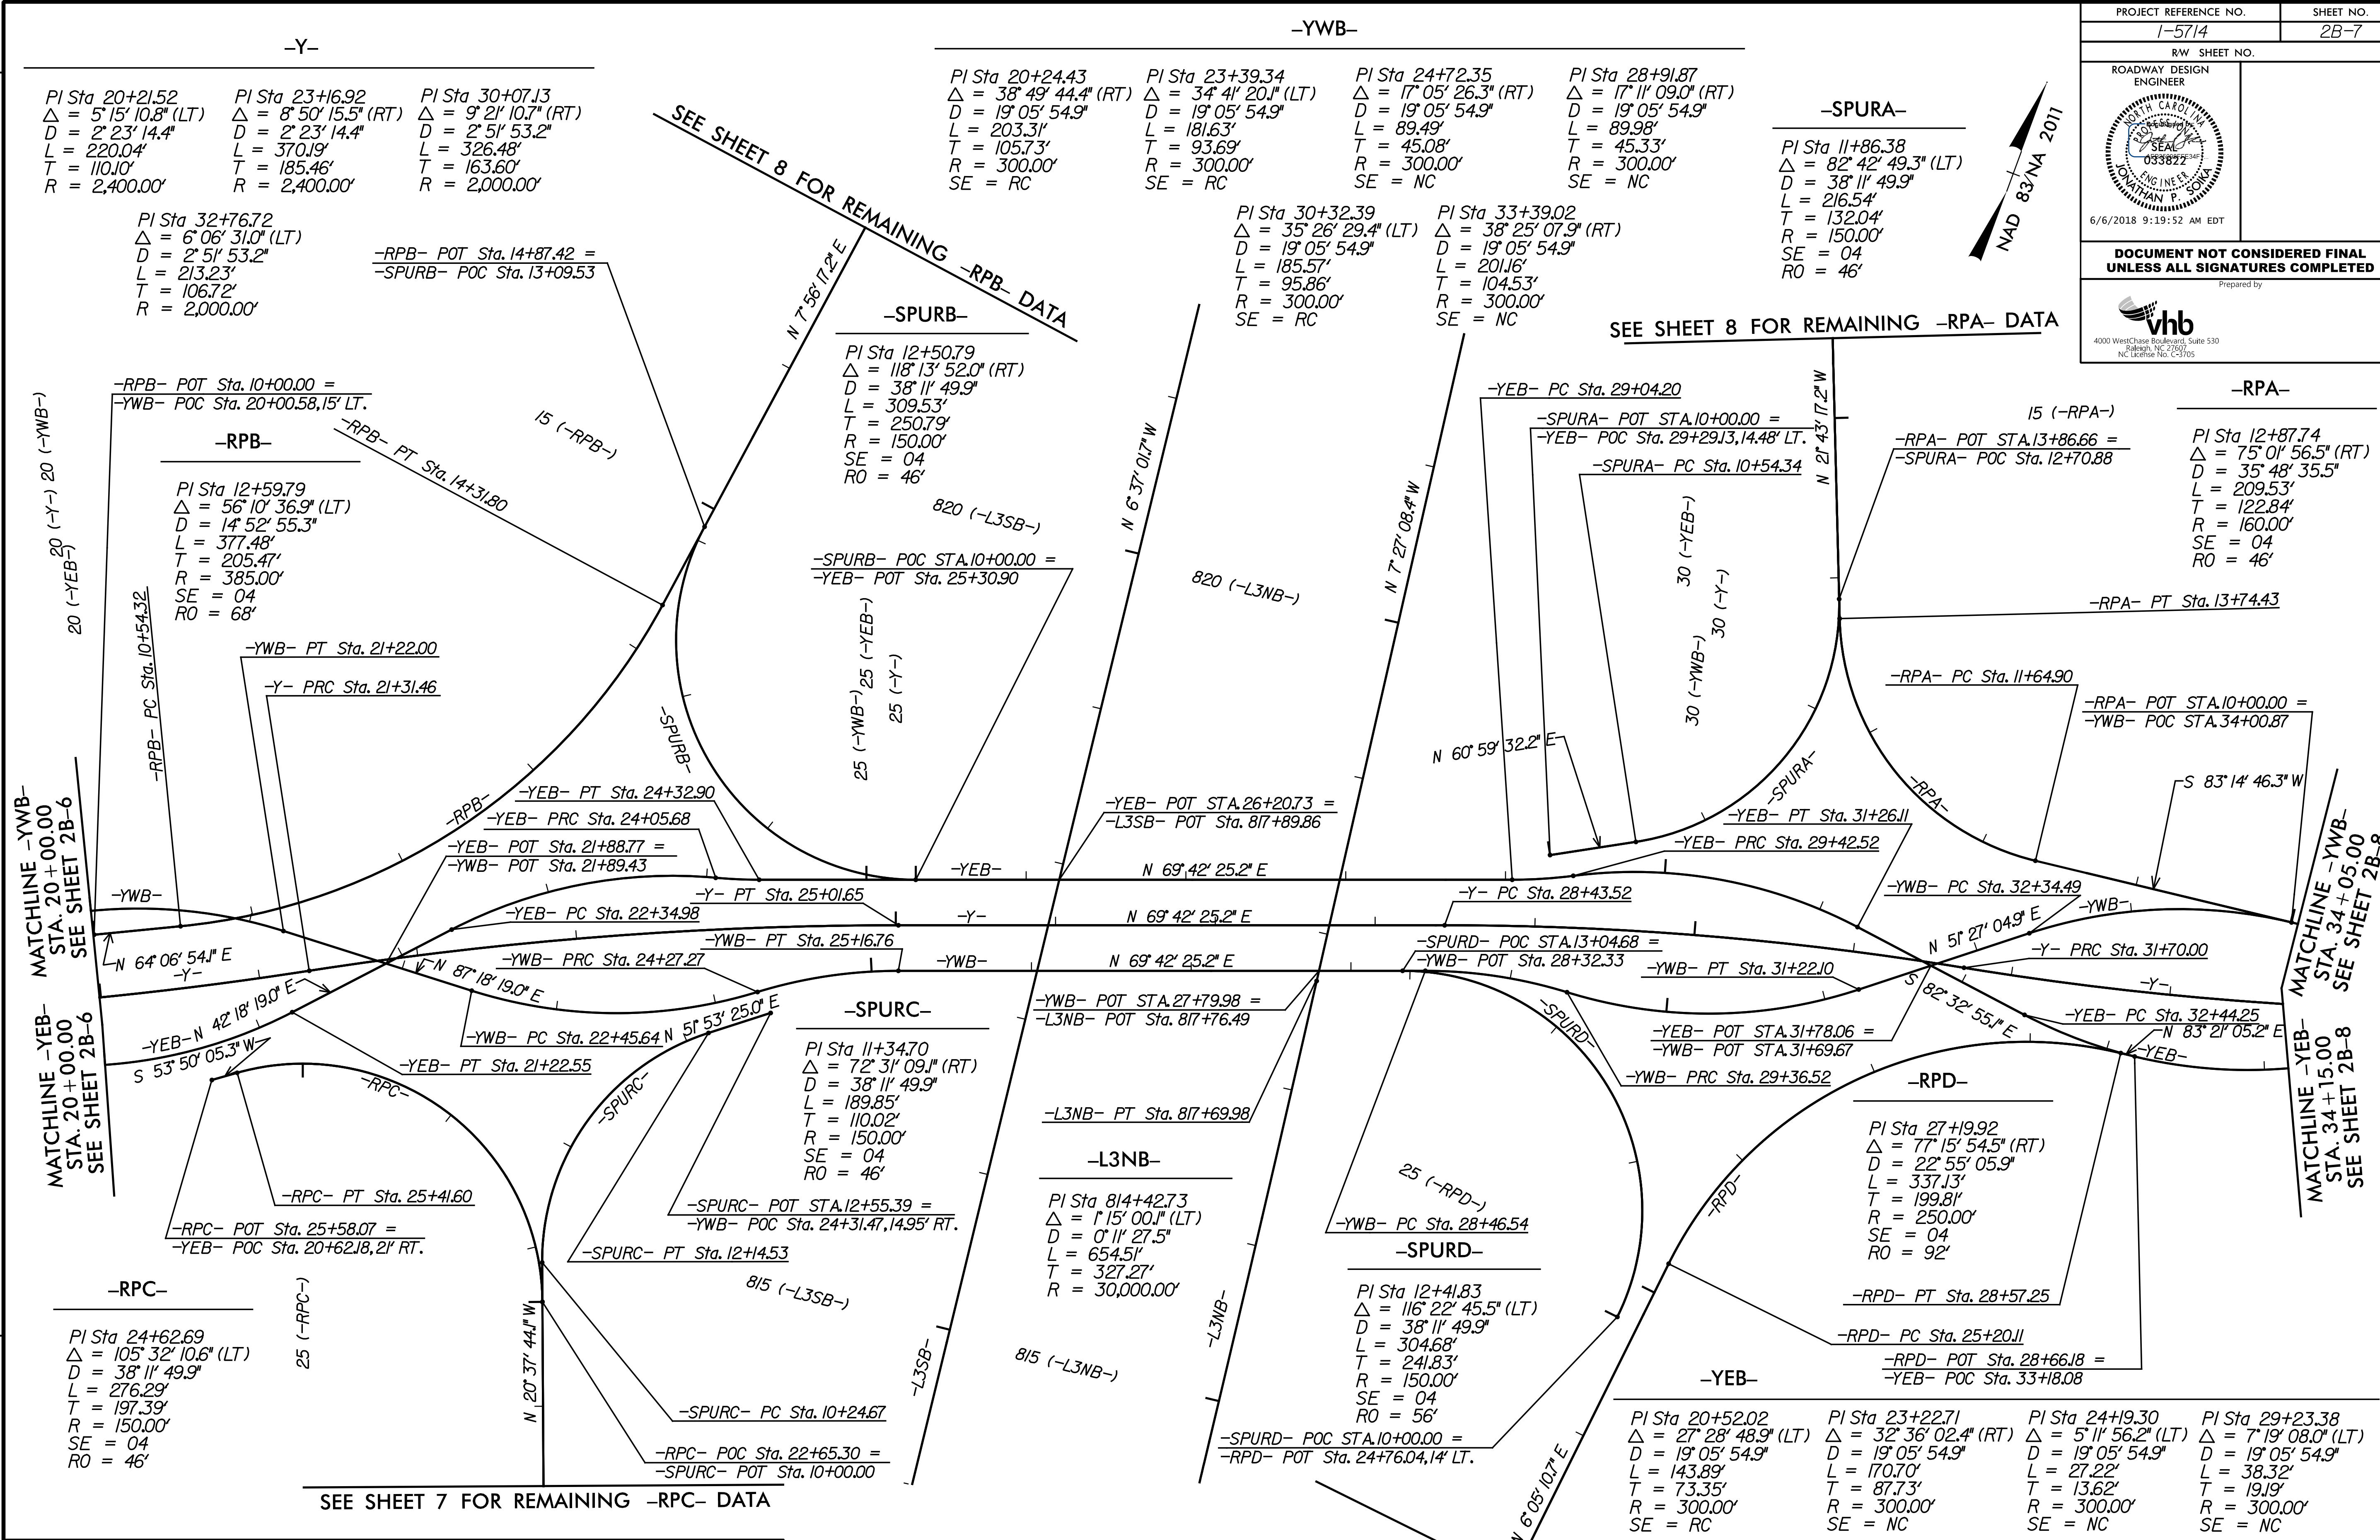 PROJECT REFERENCE NO.
SHEET NO.
I-5714
2B-7
RW SHEET NO.
ROADWAY DESIGN
ENGINEER
NORTH CAROLINA
PROFESSIONAL
SEAL
033822
ENGINEER
JONATHAN P. SOIKA
6/6/2018 9:19:52 AM EDT
DOCUMENT NOT CONSIDERED FINAL
UNLESS ALL SIGNATURES COMPLETED
Prepared by
vhb
4000 WestChase Boulevard, Suite 530
Raleigh, NC 27607
NC License No. C-3705
–Y–
PI Sta 20+21.52
Δ = 5° 15' 10.8" (LT)
D = 2° 23' 14.4"
L = 220.04'
T = 110.10'
R = 2,400.00'
PI Sta 23+16.92
Δ = 8° 50' 15.5" (RT)
D = 2° 23' 14.4"
L = 370.19'
T = 185.46'
R = 2,400.00'
PI Sta 30+07.13
Δ = 9° 21' 10.7" (RT)
D = 2° 51' 53.2"
L = 326.48'
T = 163.60'
R = 2,000.00'
PI Sta 32+76.72
Δ = 6° 06' 31.0" (LT)
D = 2° 51' 53.2"
L = 213.23'
T = 106.72'
R = 2,000.00'
–YWB–
PI Sta 20+24.43
Δ = 38° 49' 44.4" (RT)
D = 19° 05' 54.9"
L = 203.31'
T = 105.73'
R = 300.00'
SE = RC
PI Sta 23+39.34
Δ = 34° 41' 20.1" (LT)
D = 19° 05' 54.9"
L = 181.63'
T = 93.69'
R = 300.00'
SE = RC
PI Sta 24+72.35
Δ = 17° 05' 26.3" (RT)
D = 19° 05' 54.9"
L = 89.49'
T = 45.08'
R = 300.00'
SE = NC
PI Sta 28+91.87
Δ = 17° 11' 09.0" (RT)
D = 19° 05' 54.9"
L = 89.98'
T = 45.33'
R = 300.00'
SE = NC
PI Sta 30+32.39
Δ = 35° 26' 29.4" (LT)
D = 19° 05' 54.9"
L = 185.57'
T = 95.86'
R = 300.00'
SE = RC
PI Sta 33+39.02
Δ = 38° 25' 07.9" (RT)
D = 19° 05' 54.9"
L = 201.16'
T = 104.53'
R = 300.00'
SE = NC
–SPURA–
PI Sta 11+86.38
Δ = 82° 42' 49.3" (LT)
D = 38° 11' 49.9"
L = 216.54'
T = 132.04'
R = 150.00'
SE = 04
RO = 46'
NAD 83/NA 2011
SEE SHEET 8 FOR REMAINING –RPB– DATA
SEE SHEET 8 FOR REMAINING –RPA– DATA
–RPB– POT Sta. 14+87.42 =
–SPURB– POC Sta. 13+09.53
N 7° 56' 17.2" E
–SPURB–
PI Sta 12+50.79
Δ = 118° 13' 52.0" (RT)
D = 38° 11' 49.9"
L = 309.53'
T = 250.79'
R = 150.00'
SE = 04
RO = 46'
–RPB– POT Sta. 10+00.00 =
–YWB– POC Sta. 20+00.58, 15' LT.
–RPB–
PI Sta 12+59.79
Δ = 56° 10' 36.9" (LT)
D = 14° 52' 55.3"
L = 377.48'
T = 205.47'
R = 385.00'
SE = 04
RO = 68'
–RPB– PT Sta. 14+31.80
15 (–RPB–)
20 (–YWB–)
20 (–Y–)
20 (–YEB–)
820 (–L3SB–)
820 (–L3NB–)
N 6° 37' 01.7" W
N 7° 27' 08.4" W
–YEB– PC Sta. 29+04.20
–SPURA– POT STA. 10+00.00 =
–YEB– POC Sta. 29+29.13, 14.48' LT.
–SPURA– PC Sta. 10+54.34
N 21° 43' 17.2" W
15 (–RPA–)
–RPA– POT STA. 13+86.66 =
–SPURA– POC Sta. 12+70.88
–RPA–
PI Sta 12+87.74
Δ = 75° 01' 56.5" (RT)
D = 35° 48' 35.5"
L = 209.53'
T = 122.84'
R = 160.00'
SE = 04
RO = 46'
–RPA– PT Sta. 13+74.43
–RPA– PC Sta. 11+64.90
–RPA– POT STA. 10+00.00 =
–YWB– POC STA. 34+00.87
S 83° 14' 46.3" W
30 (–YEB–)
30 (–Y–)
30 (–YWB–)
N 60° 59' 32.2" E
–SPURA–
–RPA–
–SPURB– POC STA. 10+00.00 =
–YEB– POT Sta. 25+30.90
25 (–YWB–)
25 (–YEB–)
25 (–Y–)
–RPB– PC Sta. 10+54.32
–YWB– PT Sta. 21+22.00
–Y– PRC Sta. 21+31.46
–SPURB–
–RPB–
–YEB– PT Sta. 24+32.90
–YEB– PRC Sta. 24+05.68
–YEB– POT Sta. 21+88.77 =
–YWB– POT Sta. 21+89.43
–YEB– POT STA. 26+20.73 =
–L3SB– POT Sta. 817+89.86
–YEB– PT Sta. 31+26.11
–YEB– PRC Sta. 29+42.52
–YWB– PC Sta. 32+34.49
MATCHLINE –YWB–
STA. 20+00.00
SEE SHEET 2B-6
MATCHLINE –YEB–
STA. 20+00.00
SEE SHEET 2B-6
MATCHLINE –YWB–
STA. 34+05.00
SEE SHEET 2B-8
MATCHLINE –YEB–
STA. 34+15.00
SEE SHEET 2B-8
–YWB–
–YEB–
N 69° 42' 25.2" E
–Y– PT Sta. 25+01.65
–Y– PC Sta. 28+43.52
–YEB– PC Sta. 22+34.98
–Y–
N 69° 42' 25.2" E
N 51° 27' 04.9" E
–YWB–
–YWB– PT Sta. 25+16.76
–YWB– PRC Sta. 24+27.27
–YWB–
N 69° 42' 25.2" E
–SPURD– POC STA. 13+04.68 =
–YWB– POT Sta. 28+32.33
–YWB– PT Sta. 31+22.10
–Y– PRC Sta. 31+70.00
N 64° 06' 54.1" E
–Y–
N 87° 18' 19.0" E
–Y–
S 82° 32' 55.1" E
–YEB–
N 42° 18' 19.0" E
S 53° 50' 05.3" W
–YWB– PC Sta. 22+45.64
N 51° 53' 25.0" E
–YEB– PT Sta. 21+22.55
–YWB– POT STA. 27+79.98 =
–L3NB– POT Sta. 817+76.49
–SPURD–
–YEB– POT STA. 31+78.06 =
–YWB– POT STA. 31+69.67
–YEB– PC Sta. 32+44.25
N 83° 21' 05.2" E
–YEB–
–YWB– PRC Sta. 29+36.52
–RPC–
–SPURC–
–SPURC–
PI Sta 11+34.70
Δ = 72° 31' 09.1" (RT)
D = 38° 11' 49.9"
L = 189.85'
T = 110.02'
R = 150.00'
SE = 04
RO = 46'
–L3NB– PT Sta. 817+69.98
–L3NB–
PI Sta 814+42.73
Δ = 1° 15' 00.1" (LT)
D = 0° 11' 27.5"
L = 654.51'
T = 327.27'
R = 30,000.00'
–RPD–
PI Sta 27+19.92
Δ = 77° 15' 54.5" (RT)
D = 22° 55' 05.9"
L = 337.13'
T = 199.81'
R = 250.00'
SE = 04
RO = 92'
25 (–RPD–)
–RPD–
–RPC– PT Sta. 25+41.60
–RPC– POT Sta. 25+58.07 =
–YEB– POC Sta. 20+62.18, 21' RT.
–SPURC– POT STA. 12+55.39 =
–YWB– POC Sta. 24+31.47, 14.95' RT.
–SPURC– PT Sta. 12+14.53
–YWB– PC Sta. 28+46.54
–SPURD–
PI Sta 12+41.83
Δ = 116° 22' 45.5" (LT)
D = 38° 11' 49.9"
L = 304.68'
T = 241.83'
R = 150.00'
SE = 04
RO = 56'
–RPC–
PI Sta 24+62.69
Δ = 105° 32' 10.6" (LT)
D = 38° 11' 49.9"
L = 276.29'
T = 197.39'
R = 150.00'
SE = 04
RO = 46'
25 (–RPC–)
N 20° 37' 44.1" W
815 (–L3SB–)
815 (–L3NB–)
–L3SB–
–L3NB–
–RPD– PT Sta. 28+57.25
–RPD– PC Sta. 25+20.11
–RPD– POT Sta. 28+66.18 =
–YEB– POC Sta. 33+18.08
–SPURC– PC Sta. 10+24.67
–RPC– POC Sta. 22+65.30 =
–SPURC– POT Sta. 10+00.00
–SPURD– POC STA. 10+00.00 =
–RPD– POT Sta. 24+76.04, 14' LT.
N 6° 05' 10.7" E
SEE SHEET 7 FOR REMAINING –RPC– DATA
–YEB–
PI Sta 20+52.02
Δ = 27° 28' 48.9" (LT)
D = 19° 05' 54.9"
L = 143.89'
T = 73.35'
R = 300.00'
SE = RC
PI Sta 23+22.71
Δ = 32° 36' 02.4" (RT)
D = 19° 05' 54.9"
L = 170.70'
T = 87.73'
R = 300.00'
SE = NC
PI Sta 24+19.30
Δ = 5° 11' 56.2" (LT)
D = 19° 05' 54.9"
L = 27.22'
T = 13.62'
R = 300.00'
SE = NC
PI Sta 29+23.38
Δ = 7° 19' 08.0" (LT)
D = 19° 05' 54.9"
L = 38.32'
T = 19.19'
R = 300.00'
SE = NC